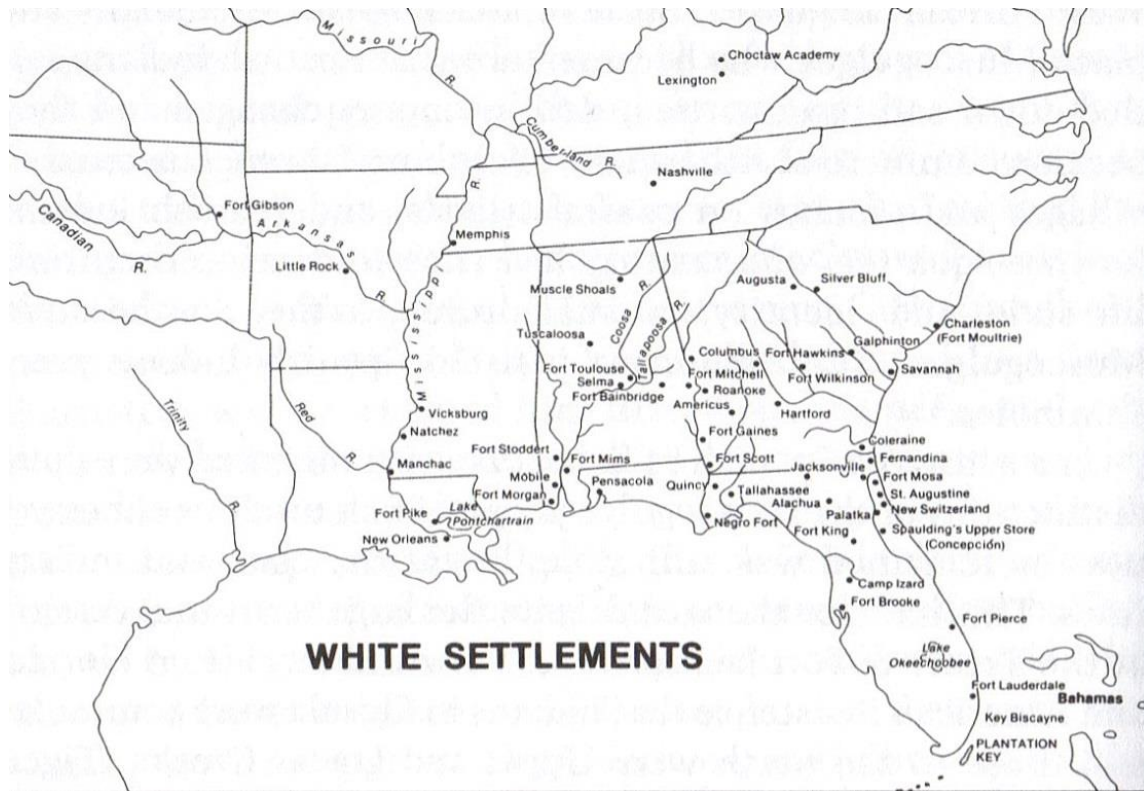 Missouri
R.
Choctaw Academy
Lexington
Cumberland R.
R.
Nashville
Fort Gibson
Arkansas
Canadian
R.
Memphis
Little Rock
R.
Mississippi
Muscle Shoals
Coosa
R.
Tallapoosa
R.
Augusta
Silver Bluff
Charleston
(Fort Moultrie)
Tuscaloosa
Columbus
Fort Hawkins
Galphinton
Fort Toulouse
Fort Mitchell
Fort Wilkinson
Savannah
Selma
Roanoke
Fort Bainbridge
Americus
Hartford
Trinity
R.
Red
R.
Vicksburg
Natchez
Fort Gaines
Coleraine
Manchac
Fort Stoddert
Fort Mims
Fort Scott
Jacksonville
Fernandina
Mobile
Pensacola
Quincy
Fort Mosa
Fort Morgan
Tallahassee
St. Augustine
Alachua
New Switzerland
Fort Pike
Lake
Pontchartrain
Negro Fort
Palatka
Fort King
Spaulding's Upper Store
(Concepción)
New Orleans
Camp Izard
Fort Brooke
Fort Pierce
WHITE SETTLEMENTS
Lake
Okeechobee
Fort Lauderdale
Bahamas
Key Biscayne
PLANTATION
KEY